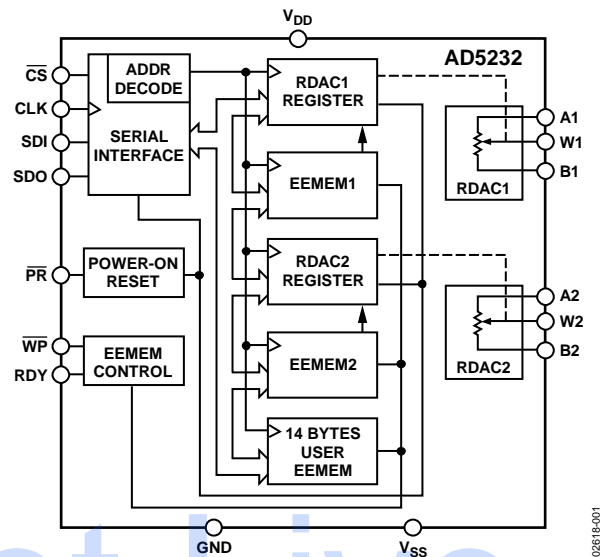 VDD
AD5232
CS
CLK
SDI
SDO
ADDR
DECODE
SERIAL
INTERFACE
RDAC1
REGISTER
EEMEM1
RDAC1
A1
W1
B1
PR
POWER-ON
RESET
RDAC2
REGISTER
WP
RDY
EEMEM
CONTROL
EEMEM2
RDAC2
A2
W2
B2
14 BYTES
USER
EEMEM
GND
VSS
02618-001